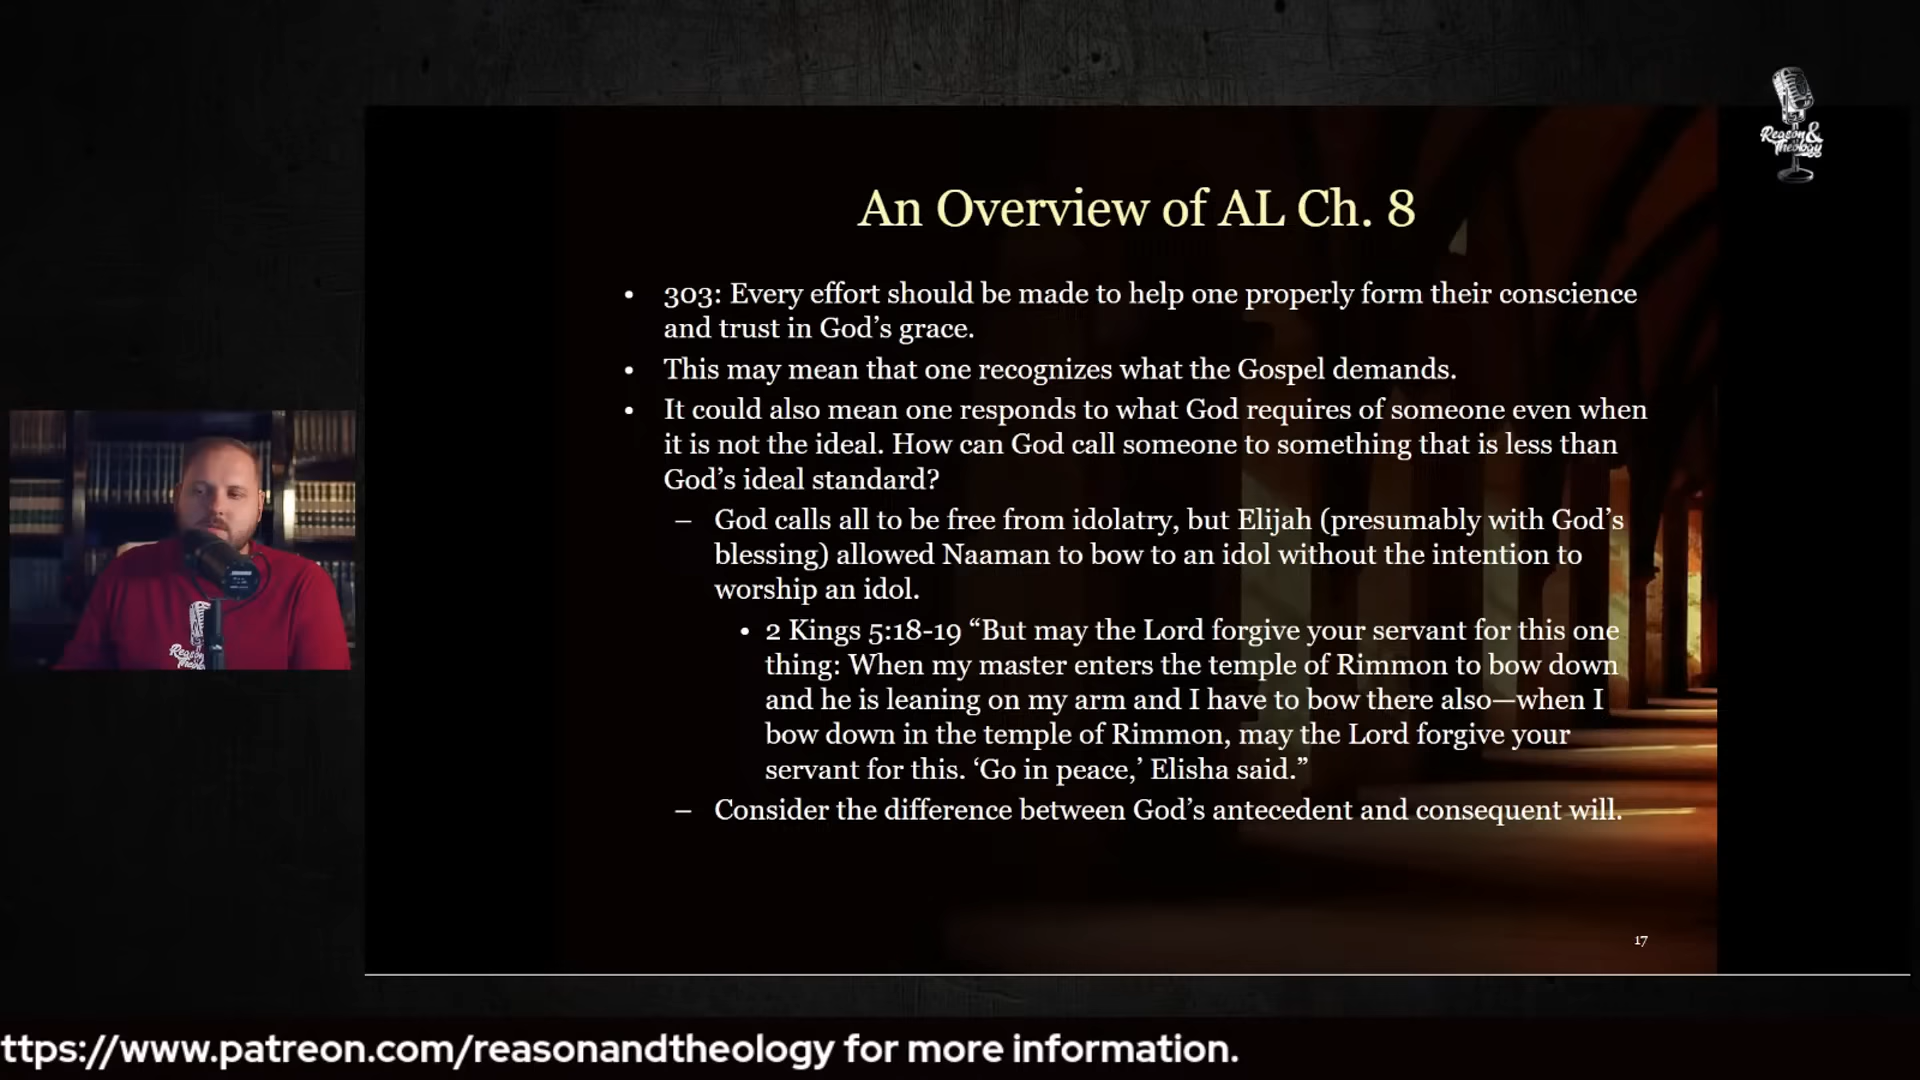 Reason &
Theology
An Overview of AL Ch. 8
• 303: Every effort should be made to help one properly form their conscience
and trust in God’s grace.
• This may mean that one recognizes what the Gospel demands.
• It could also mean one responds to what God requires of someone even when
it is not the ideal. How can God call someone to something that is less than
God’s ideal standard?
– God calls all to be free from idolatry, but Elijah (presumably with God’s
blessing) allowed Naaman to bow to an idol without the intention to
worship an idol.
• 2 Kings 5:18-19 “But may the Lord forgive your servant for this one
thing: When my master enters the temple of Rimmon to bow down
and he is leaning on my arm and I have to bow there also—when I
bow down in the temple of Rimmon, may the Lord forgive your
servant for this. ‘Go in peace,’ Elisha said.”
– Consider the difference between God’s antecedent and consequent will.
17
ttps://www.patreon.com/reasonandtheology for more information.